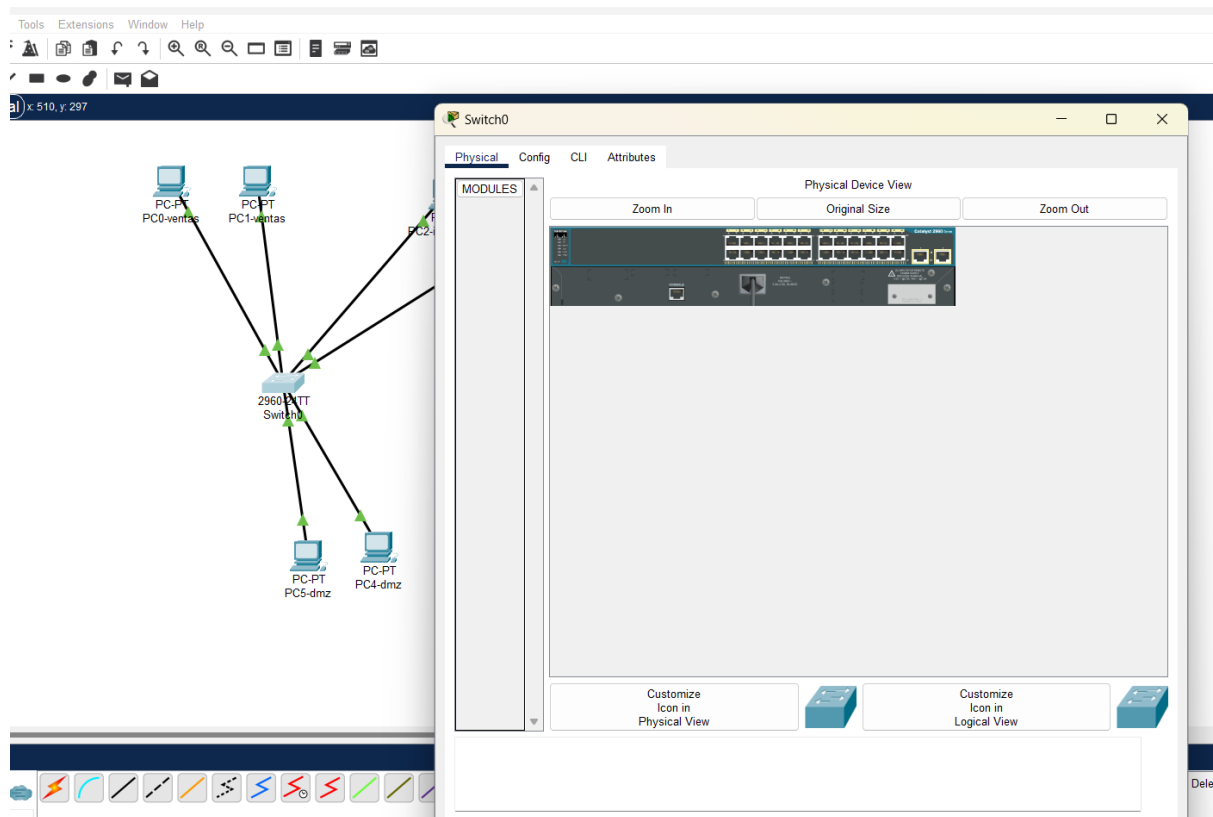 Tools Extensions Window Help
x: 510, y: 297
Switch0
Physical Config CLI Attributes
MODULES
Physical Device View
Zoom In Original Size Zoom Out
Catalyst 2960
PC-PT
PC0-ventas
PC-PT
PC1-ventas
2960-24TT
Switch0
PC-PT
PC5-dmz
PC-PT
PC4-dmz
Customize
Icon in
Physical View
Customize
Icon in
Logical View
Dele